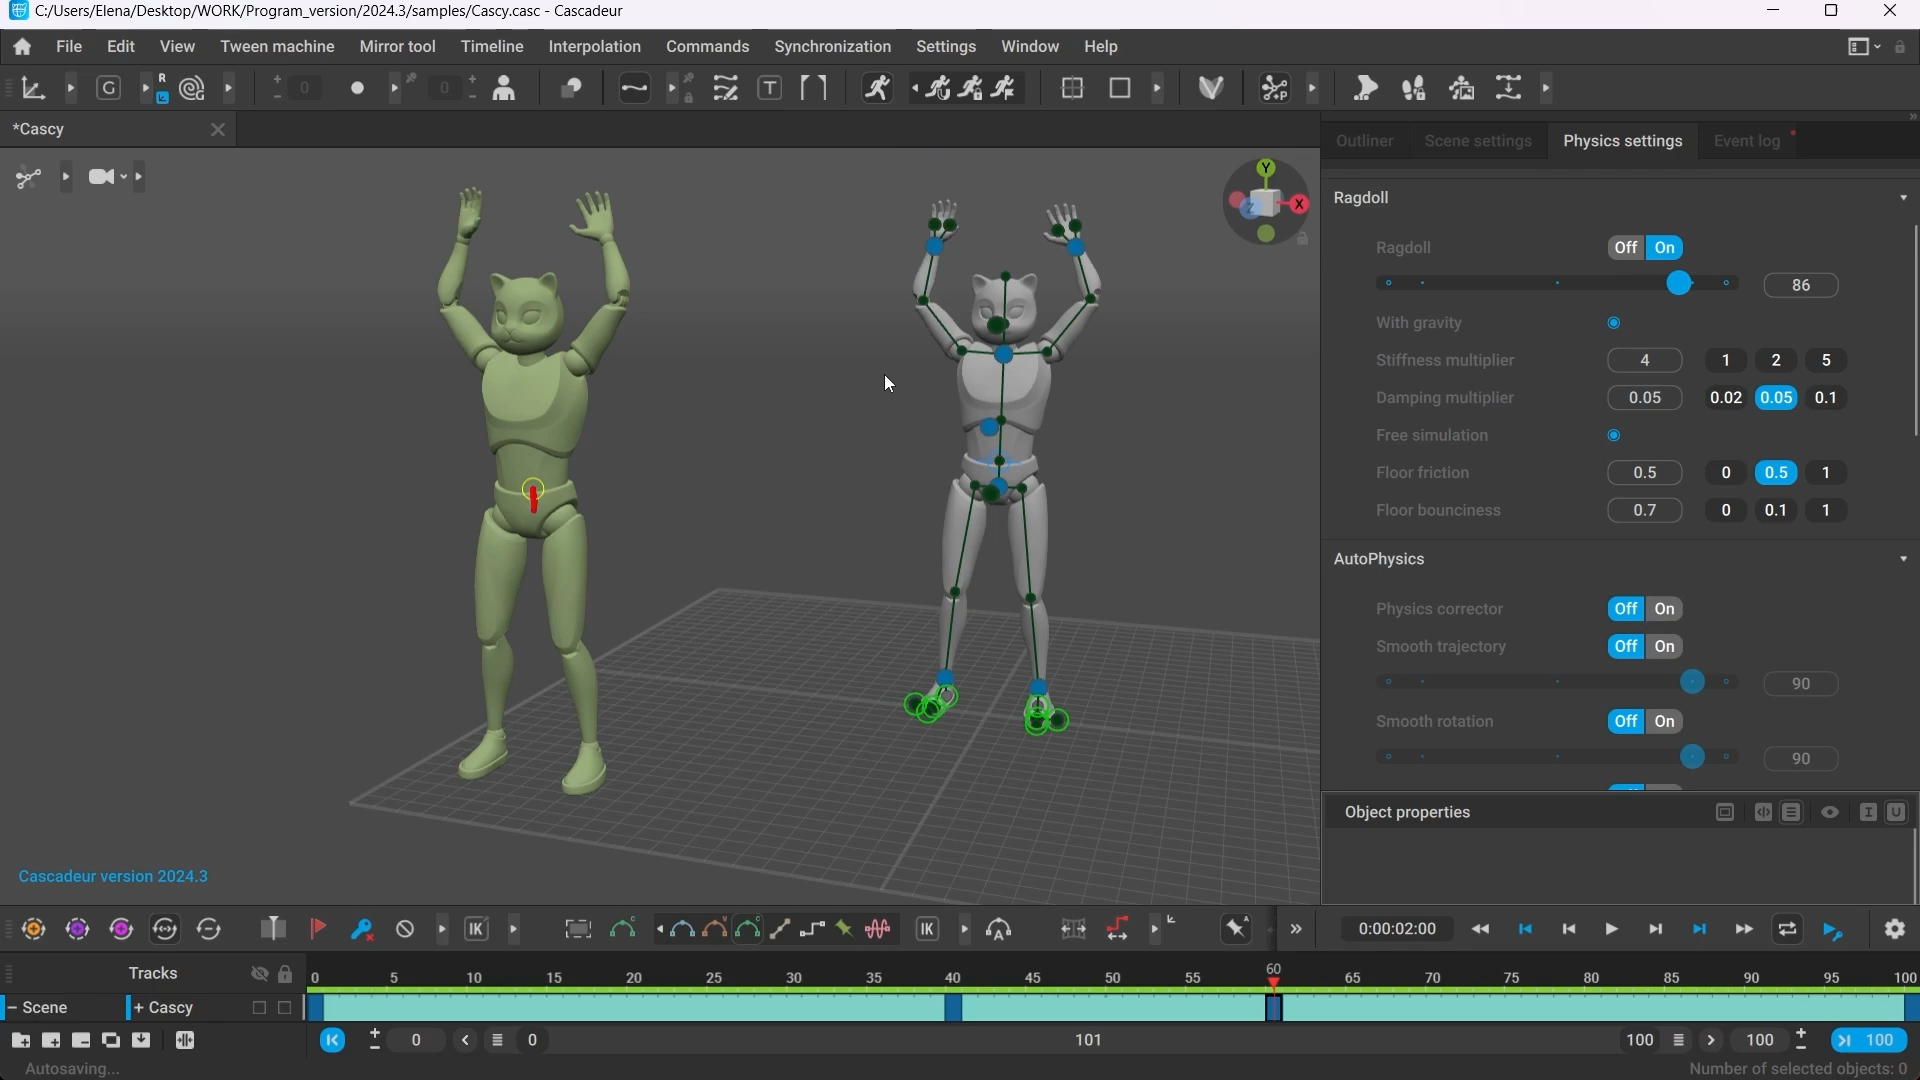 C:/Users/Elena/Desktop/WORK/Program_version/2024.3/samples/Cascy.casc - Cascadeur
File Edit View Tween machine Mirror tool Timeline Interpolation Commands Synchronization Settings Window Help
G R 0 0 T P
*Cascy
Outliner Scene settings Physics settings Event log
Y
X
Z
Ragdoll
Ragdoll Off On
86
With gravity
Stiffness multiplier 4 1 2 5
Damping multiplier 0.05 0.02 0.05 0.1
Free simulation
Floor friction 0.5 0 0.5 1
Floor bounciness 0.7 0 0.1 1
AutoPhysics
Physics corrector Off On
Smooth trajectory Off On
90
Smooth rotation Off On
90
Object properties
Cascadeur version 2024.3
IK IK A 0:00:02:00
Tracks
0 5 10 15 20 25 30 35 40 45 50 55 60 65 70 75 80 85 90 95 100
- Scene + Cascy
0 0 101 100 100 100
Autosaving...
Number of selected objects: 0